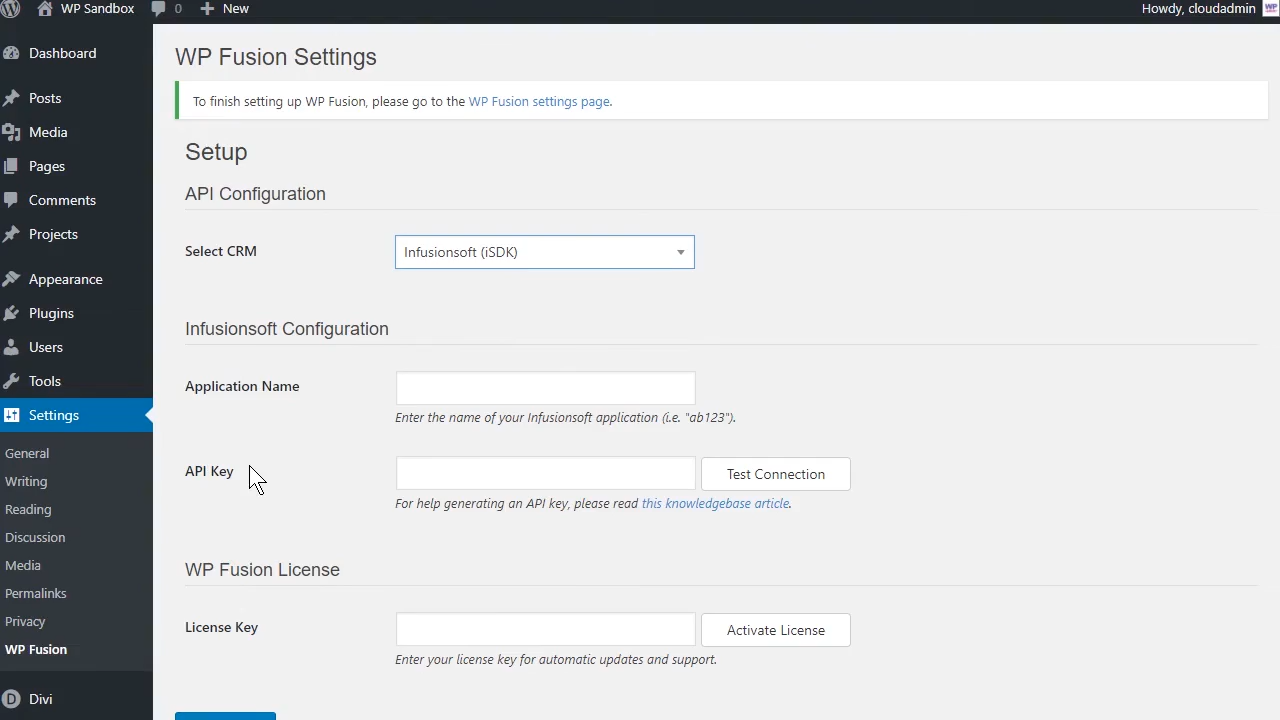 WP Sandbox 0 New Howdy, cloudadmin
Dashboard
Posts
Media
Pages
Comments
Projects
Appearance
Plugins
Users
Tools
Settings
General
Writing
Reading
Discussion
Media
Permalinks
Privacy
WP Fusion
Divi
WP Fusion Settings
To finish setting up WP Fusion, please go to the WP Fusion settings page.
Setup
API Configuration
Select CRM
Infusionsoft (iSDK)
Infusionsoft Configuration
Application Name
Enter the name of your Infusionsoft application (i.e. "ab123").
API Key
Test Connection
For help generating an API key, please read this knowledgebase article.
WP Fusion License
License Key
Activate License
Enter your license key for automatic updates and support.